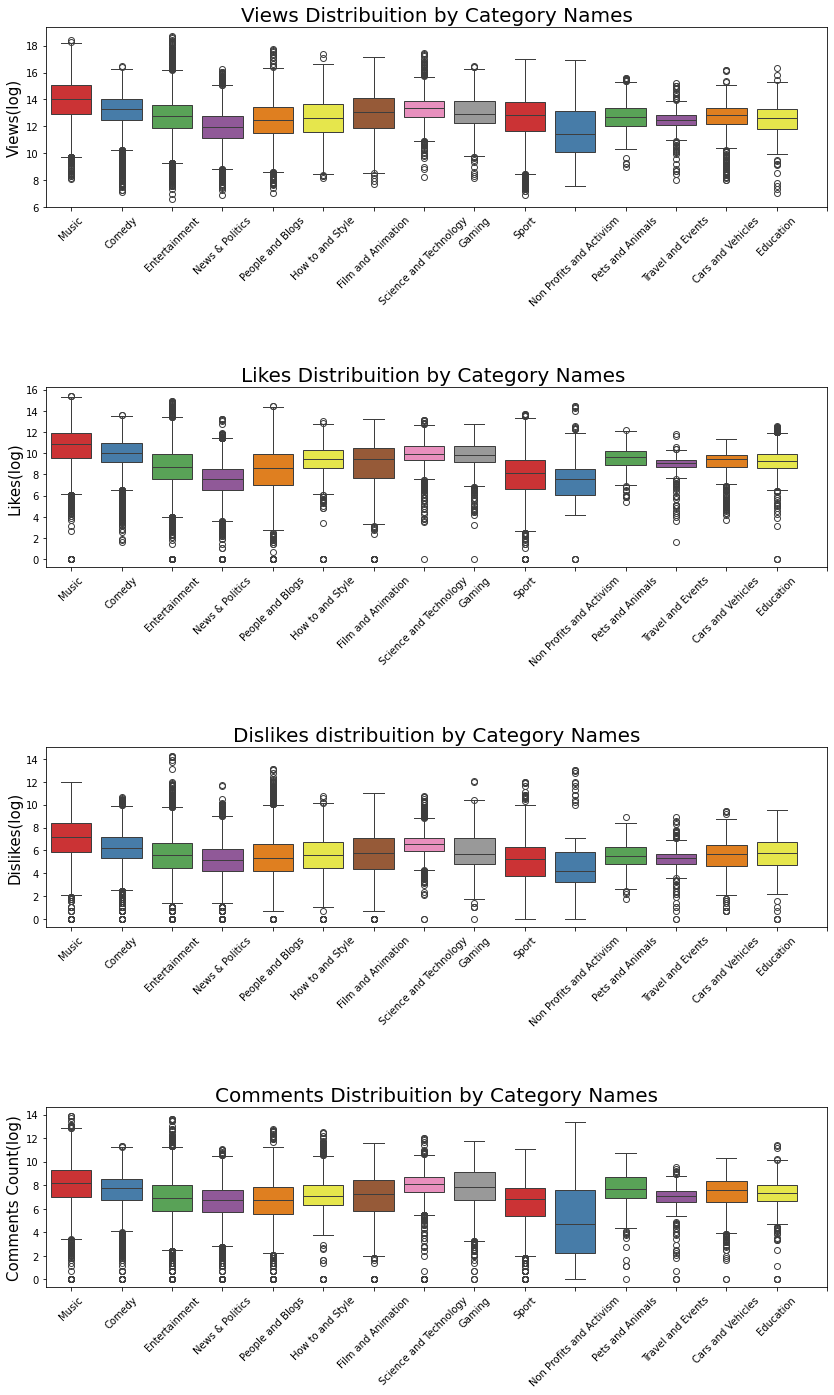 Views Distribuition by Category Names
Views(log)
18
16
14
12
10
8
6
Music
Comedy
Entertainment
News & Politics
People and Blogs
How to and Style
Film and Animation
Science and Technology
Gaming
Sport
Non Profits and Activism
Pets and Animals
Travel and Events
Cars and Vehicles
Education
Likes Distribuition by Category Names
Likes(log)
16
14
12
10
8
6
4
2
0
Music
Comedy
Entertainment
News & Politics
People and Blogs
How to and Style
Film and Animation
Science and Technology
Gaming
Sport
Non Profits and Activism
Pets and Animals
Travel and Events
Cars and Vehicles
Education
Dislikes distribuition by Category Names
Dislikes(log)
14
12
10
8
6
4
2
0
Music
Comedy
Entertainment
News & Politics
People and Blogs
How to and Style
Film and Animation
Science and Technology
Gaming
Sport
Non Profits and Activism
Pets and Animals
Travel and Events
Cars and Vehicles
Education
Comments Distribuition by Category Names
Comments Count(log)
14
12
10
8
6
4
2
0
Music
Comedy
Entertainment
News & Politics
People and Blogs
How to and Style
Film and Animation
Science and Technology
Gaming
Sport
Non Profits and Activism
Pets and Animals
Travel and Events
Cars and Vehicles
Education